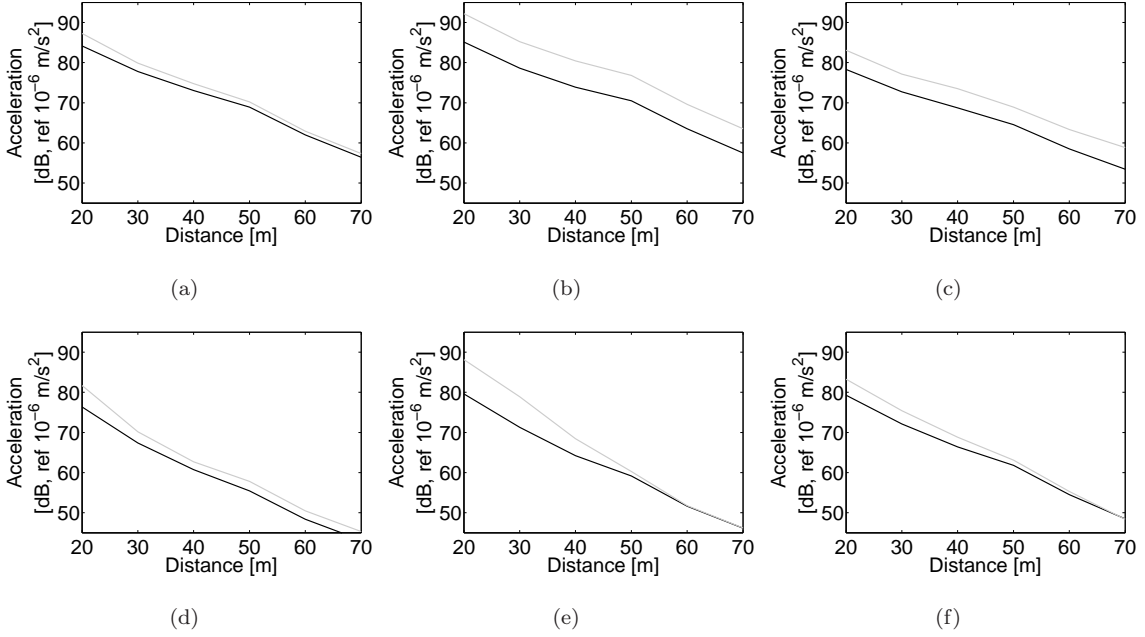 90
80
70
60
50
20 30 40 50 60 70
Distance [m]
Acceleration
[dB, ref 10⁻⁶ m/s²]
(a)
90
80
70
60
50
20 30 40 50 60 70
Distance [m]
Acceleration
[dB, ref 10⁻⁶ m/s²]
(b)
90
80
70
60
50
20 30 40 50 60 70
Distance [m]
Acceleration
[dB, ref 10⁻⁶ m/s²]
(c)
90
80
70
60
50
20 30 40 50 60 70
Distance [m]
Acceleration
[dB, ref 10⁻⁶ m/s²]
(d)
90
80
70
60
50
20 30 40 50 60 70
Distance [m]
Acceleration
[dB, ref 10⁻⁶ m/s²]
(e)
90
80
70
60
50
20 30 40 50 60 70
Distance [m]
Acceleration
[dB, ref 10⁻⁶ m/s²]
(f)